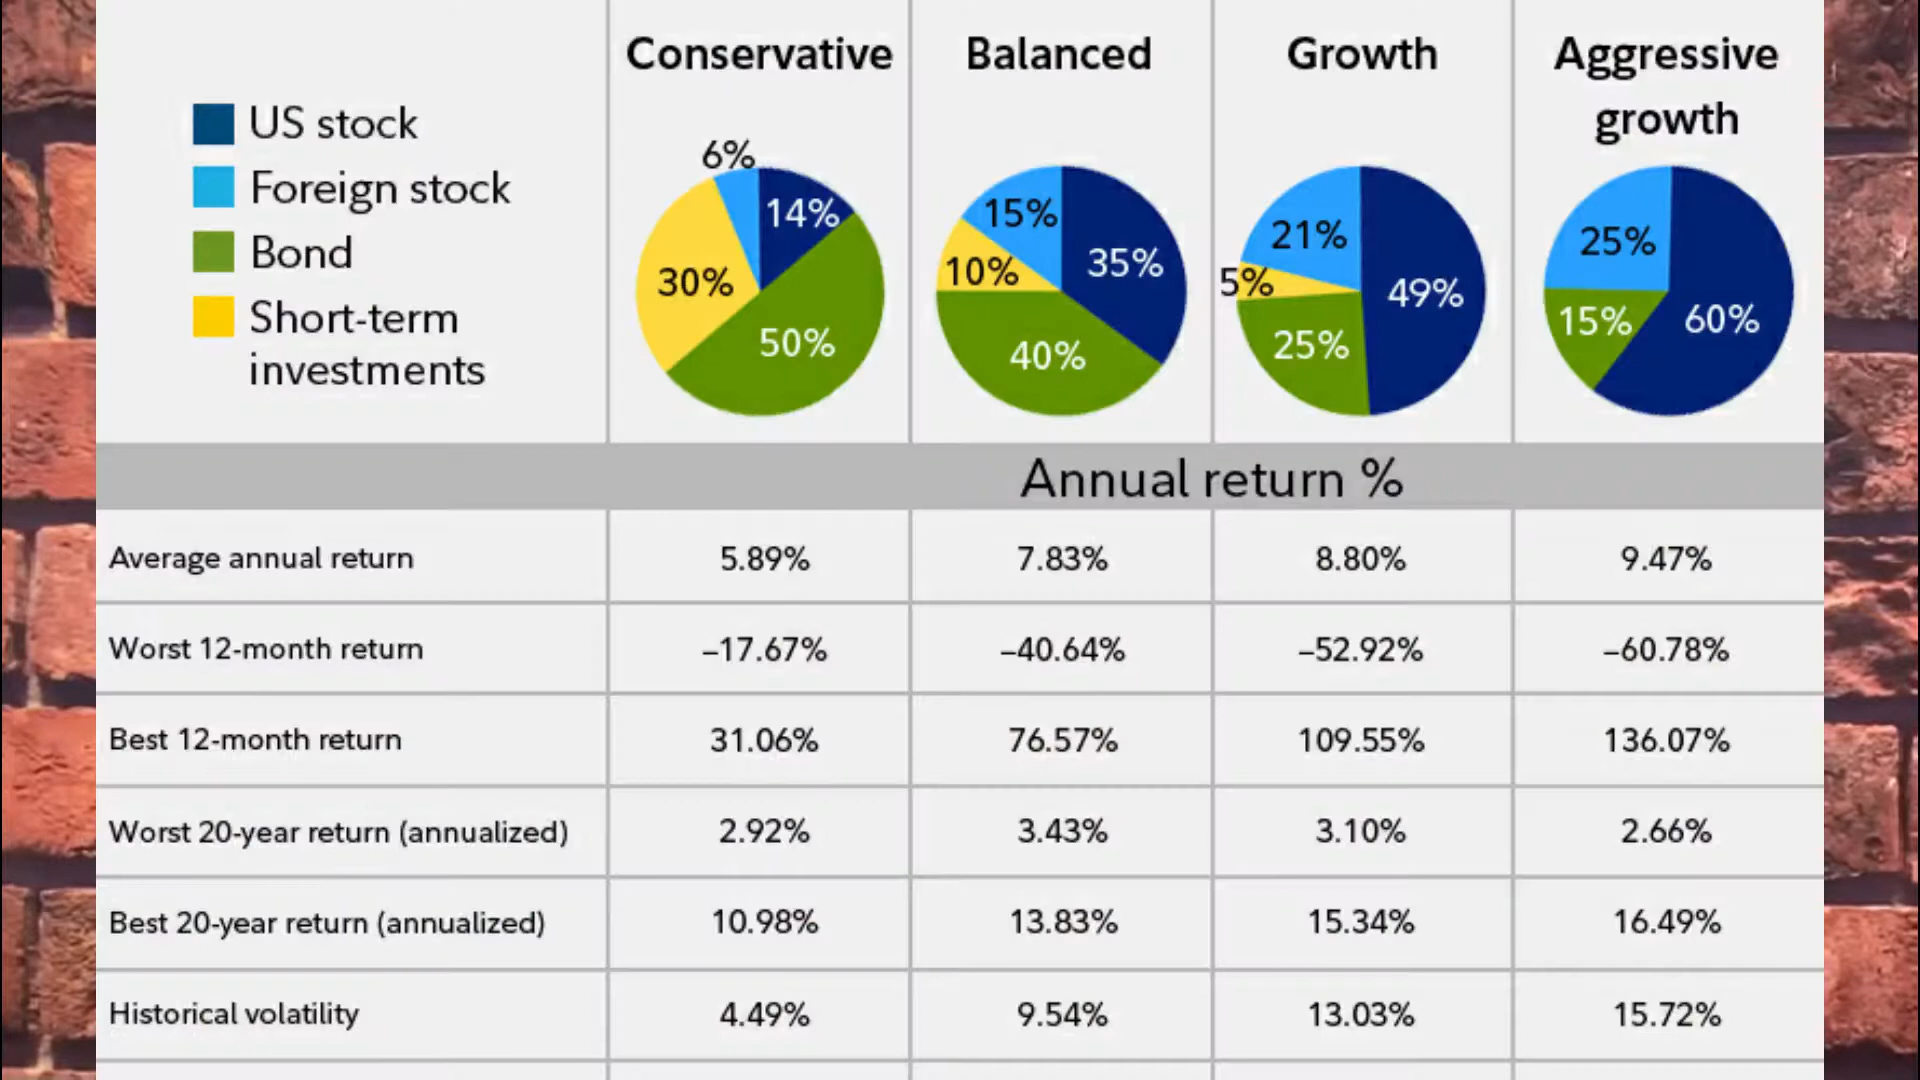 Conservative
Balanced
Growth
Aggressive
growth
US stock
Foreign stock
Bond
Short-term
investments
6%
14%
30%
50%
15%
35%
10%
40%
21%
5%
49%
25%
25%
15%
60%
Annual return %
Average annual return 5.89% 7.83% 8.80% 9.47%
Worst 12-month return –17.67% –40.64% –52.92% –60.78%
Best 12-month return 31.06% 76.57% 109.55% 136.07%
Worst 20-year return (annualized) 2.92% 3.43% 3.10% 2.66%
Best 20-year return (annualized) 10.98% 13.83% 15.34% 16.49%
Historical volatility 4.49% 9.54% 13.03% 15.72%